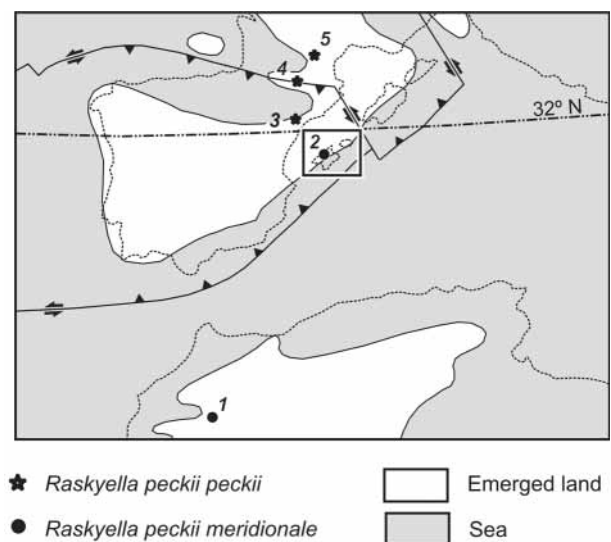 5
4
32° N
3
2
1
Raskyella peckii peckii
Emerged land
Raskyella peckii meridionale
Sea